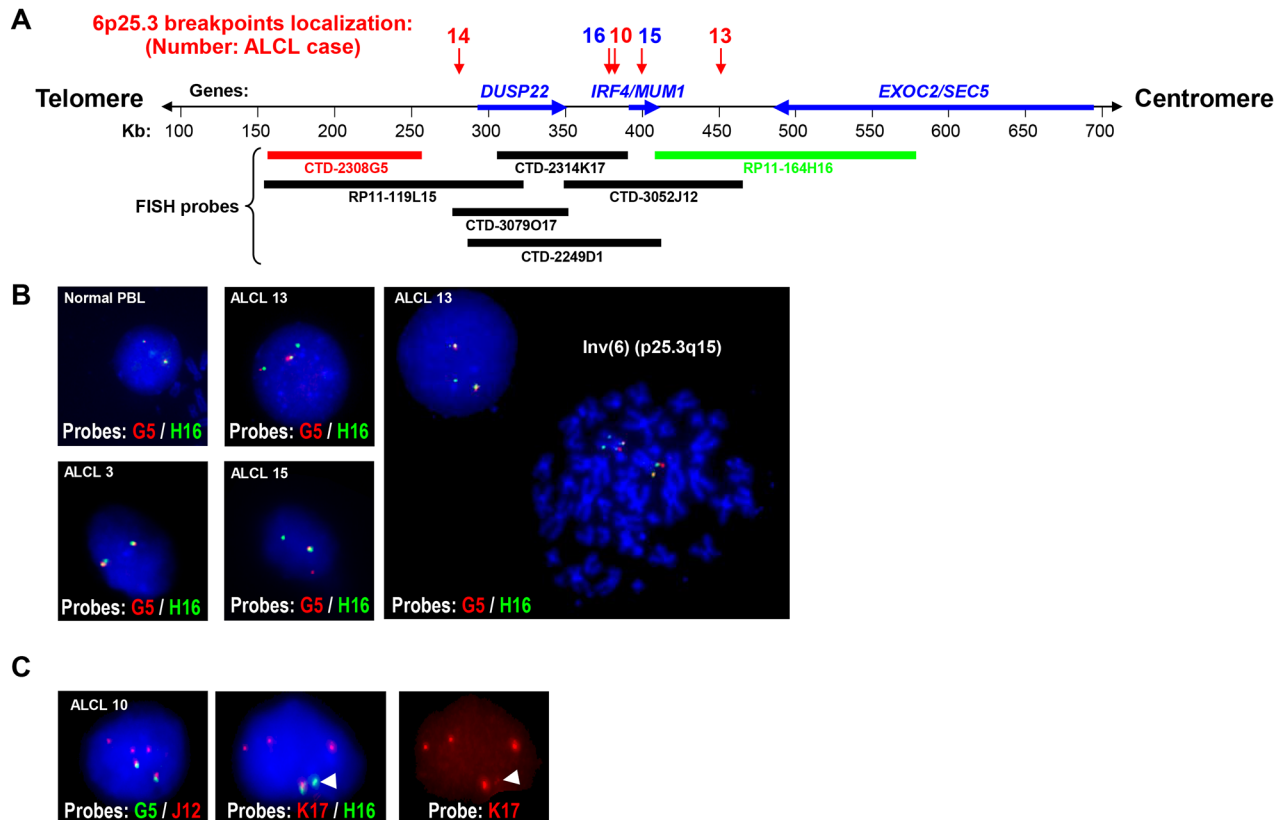 A
6p25.3 breakpoints localization:
(Number: ALCL case)
14
16
10
15
13
Telomere
Genes:
DUSP22
IRF4/MUM1
EXOC2/SEC5
Centromere
Kb:
100
150
200
250
300
350
400
450
500
550
600
650
700
CTD-2308G5
CTD-2314K17
RP11-164H16
RP11-119L15
CTD-3052J12
FISH probes
CTD-3079O17
CTD-2249D1
B
Normal PBL
Probes: G5 / H16
ALCL 13
Probes: G5 / H16
ALCL 13
Inv(6) (p25.3q15)
Probes: G5 / H16
ALCL 3
Probes: G5 / H16
ALCL 15
Probes: G5 / H16
C
ALCL 10
Probes: G5 / J12
Probes: K17 / H16
Probe: K17